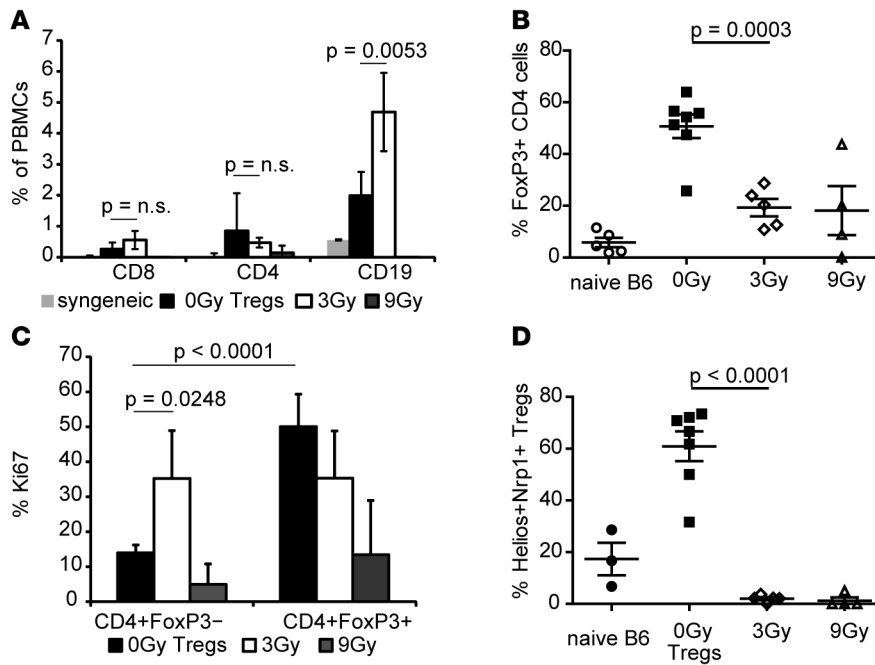 A
% of PBMCs
7
6
5
4
3
2
1
0
p = 0.0053
p = n.s.
p = n.s.
CD8 CD4 CD19
syngeneic 0Gy Tregs 3Gy 9Gy
B
% FoxP3+ CD4 cells
p = 0.0003
80
60
40
20
0
naive B6 0Gy 3Gy 9Gy
C
% Ki67
70
60
50
40
30
20
10
0
p < 0.0001
p = 0.0248
CD4+FoxP3− CD4+FoxP3+
0Gy Tregs 3Gy 9Gy
D
% Helios+Nrp1+ Tregs
p < 0.0001
80
60
40
20
0
naive B6 0Gy 3Gy 9Gy
Tregs